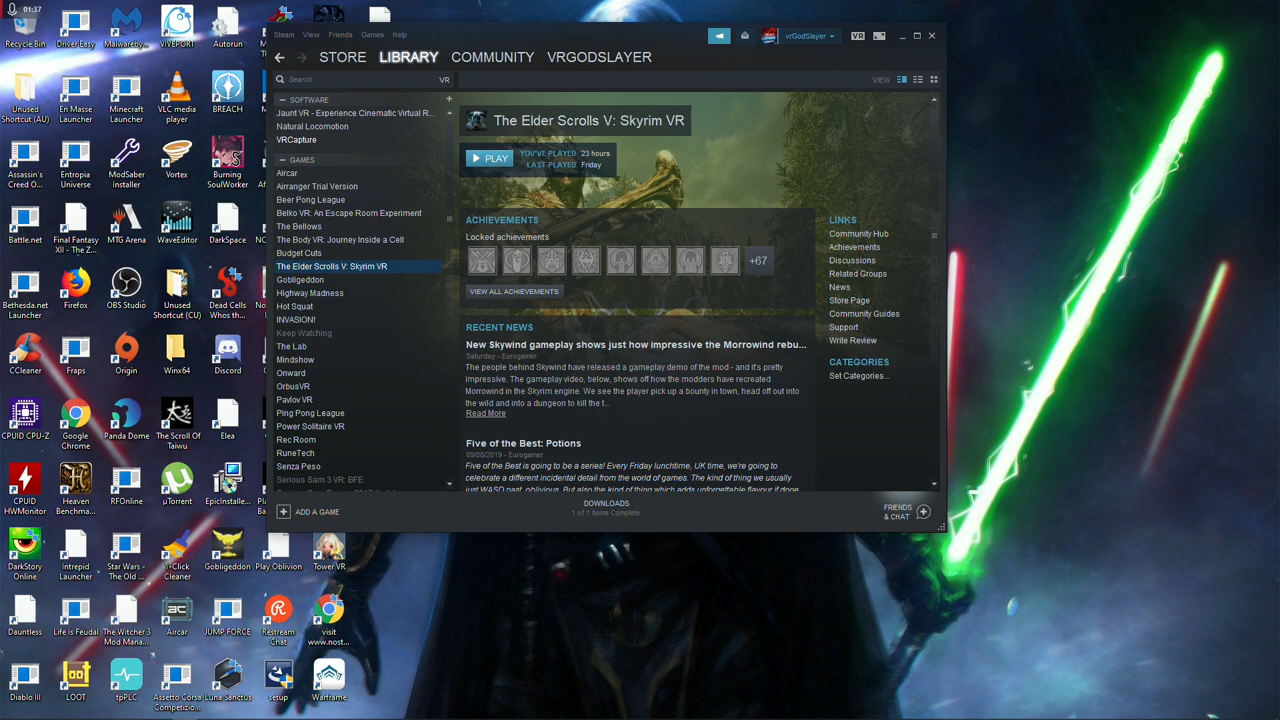 01:37
Recycle Bin
Driver Easy
Malwareby...
VIVEPORT
Autorun
Unused
Shortcut (AU)
En Masse
Launcher
Minecraft
Launcher
VLC media
player
BREACH
Assassin's
Creed O...
Entropia
Universe
ModSaber
Installer
Vortex
Burning
SoulWorker
Battle.net
Final Fantasy
XII - The Z...
MTG Arena
WaveEditor
DarkSpace
Bethesda.net
Launcher
Firefox
OBS Studio
Unused
Shortcut (CU)
Dead Cells
Whos th...
CCleaner
Fraps
Origin
Winx64
Discord
CPUID CPU-Z
Google
Chrome
Panda Dome
The Scroll Of
Taiwu
Elea
CPUID
HWMonitor
Heaven
Benchma...
RFOnline
µTorrent
EpicInstalle...
DarkStory
Online
Intrepid
Launcher
Star Wars -
The Old ...
1-Click
Cleaner
Gobligeddon
Play Oblivion
Tower VR
Dauntless
Life Is Feudal
The Witcher 3
Mod Mana...
Aircar
JUMP FORCE
Restream
Chat
visit
www.nost...
Diablo III
LOOT
tpPLC
Assetto Corsa
Competizio...
Luna Sanctus
setup
Warframe
Steam View Friends Games Help
vrGodSlayer
VR
STORE LIBRARY COMMUNITY VRGODSLAYER
Search
VR
VIEW
SOFTWARE
Jaunt VR - Experience Cinematic Virtual R...
Natural Locomotion
VRCapture
GAMES
Aircar
Airranger Trial Version
Beer Pong League
Belko VR: An Escape Room Experiment
The Bellows
The Body VR: Journey Inside a Cell
Budget Cuts
The Elder Scrolls V: Skyrim VR
Gobligeddon
Highway Madness
Hot Squat
INVASION!
Keep Watching
The Lab
Mindshow
Onward
OrbusVR
Pavlov VR
Ping Pong League
Power Solitaire VR
Rec Room
RuneTech
Senza Peso
Serious Sam 3 VR: BFE
The Elder Scrolls V: Skyrim VR
PLAY
YOU'VE PLAYED 23 hours
LAST PLAYED Friday
ACHIEVEMENTS
Locked achievements
+67
VIEW ALL ACHIEVEMENTS
RECENT NEWS
New Skywind gameplay shows just how impressive the Morrowind rebu...
Saturday - Eurogamer
The people behind Skywind have released a gameplay demo of the mod - and it's pretty
impressive. The gameplay video, below, shows off how the modders have recreated
Morrowind in the Skyrim engine. We see the player pick up a bounty in town, head off out into
the wild and into a dungeon to kill the t...
Read More
Five of the Best: Potions
09/08/2019 - Eurogamer
Five of the Best is going to be a series! Every Friday lunchtime, UK time, we're going to
celebrate a different incidental detail from the world of games. The kind of thing we usually
just WASD past, oblivious. But also the kind of thing which adds unforgettable flavour if done
LINKS
Community Hub
Achievements
Discussions
Related Groups
News
Store Page
Community Guides
Support
Write Review
CATEGORIES
Set Categories...
ADD A GAME
DOWNLOADS
1 of 1 Items Complete
FRIENDS
& CHAT